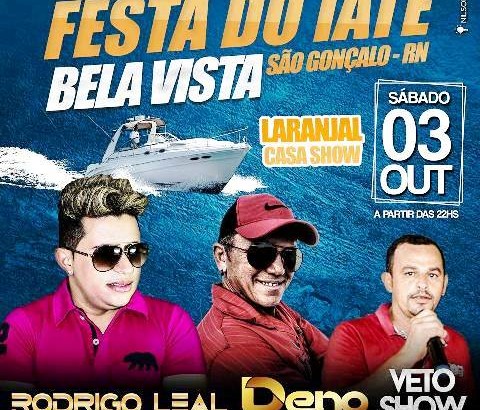 FESTA DO IATE
BELA VISTA
SÃO GONÇALO - RN
LARANJAL
CASA SHOW
SÁBADO
03
OUT
A PARTIR DAS 22HS
RODRIGO LEAL
Deno
VETO
SHOW